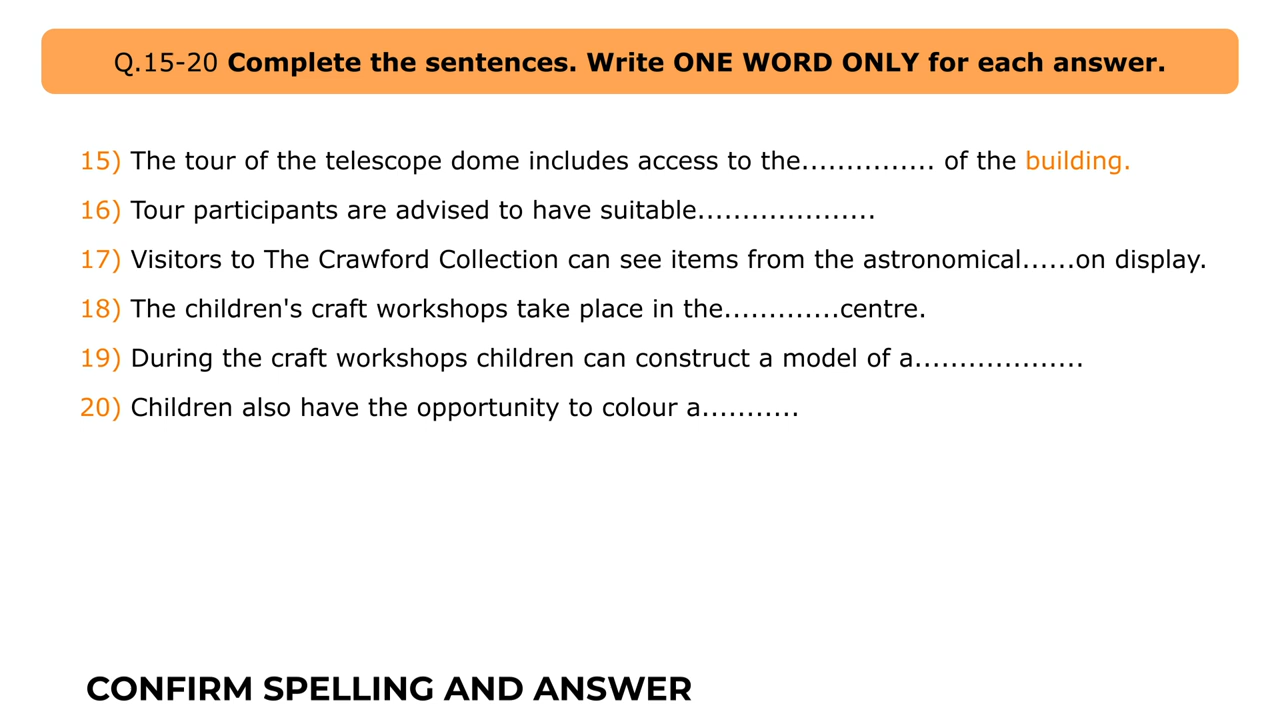 Q.15-20 Complete the sentences. Write ONE WORD ONLY for each answer.
15) The tour of the telescope dome includes access to the............... of the building.
16) Tour participants are advised to have suitable....................
17) Visitors to The Crawford Collection can see items from the astronomical......on display.
18) The children's craft workshops take place in the.............centre.
19) During the craft workshops children can construct a model of a...................
20) Children also have the opportunity to colour a...........
CONFIRM SPELLING AND ANSWER